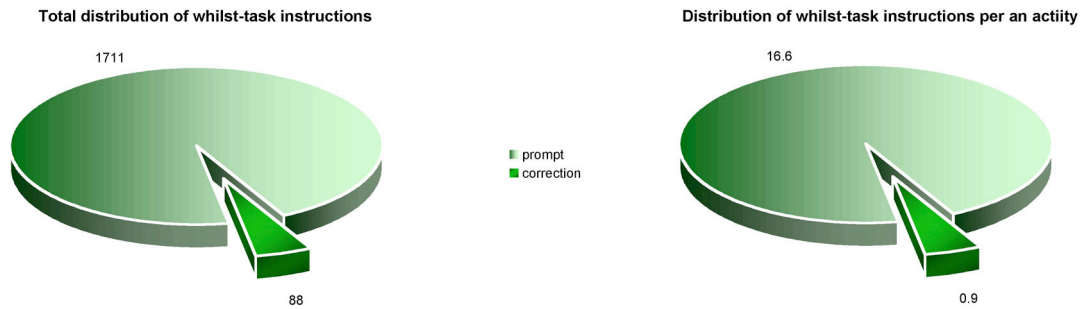 Total distribution of whilst-task instructions
Distribution of whilst-task instructions per an actiity
1711
16.6
prompt
correction
88
0.9